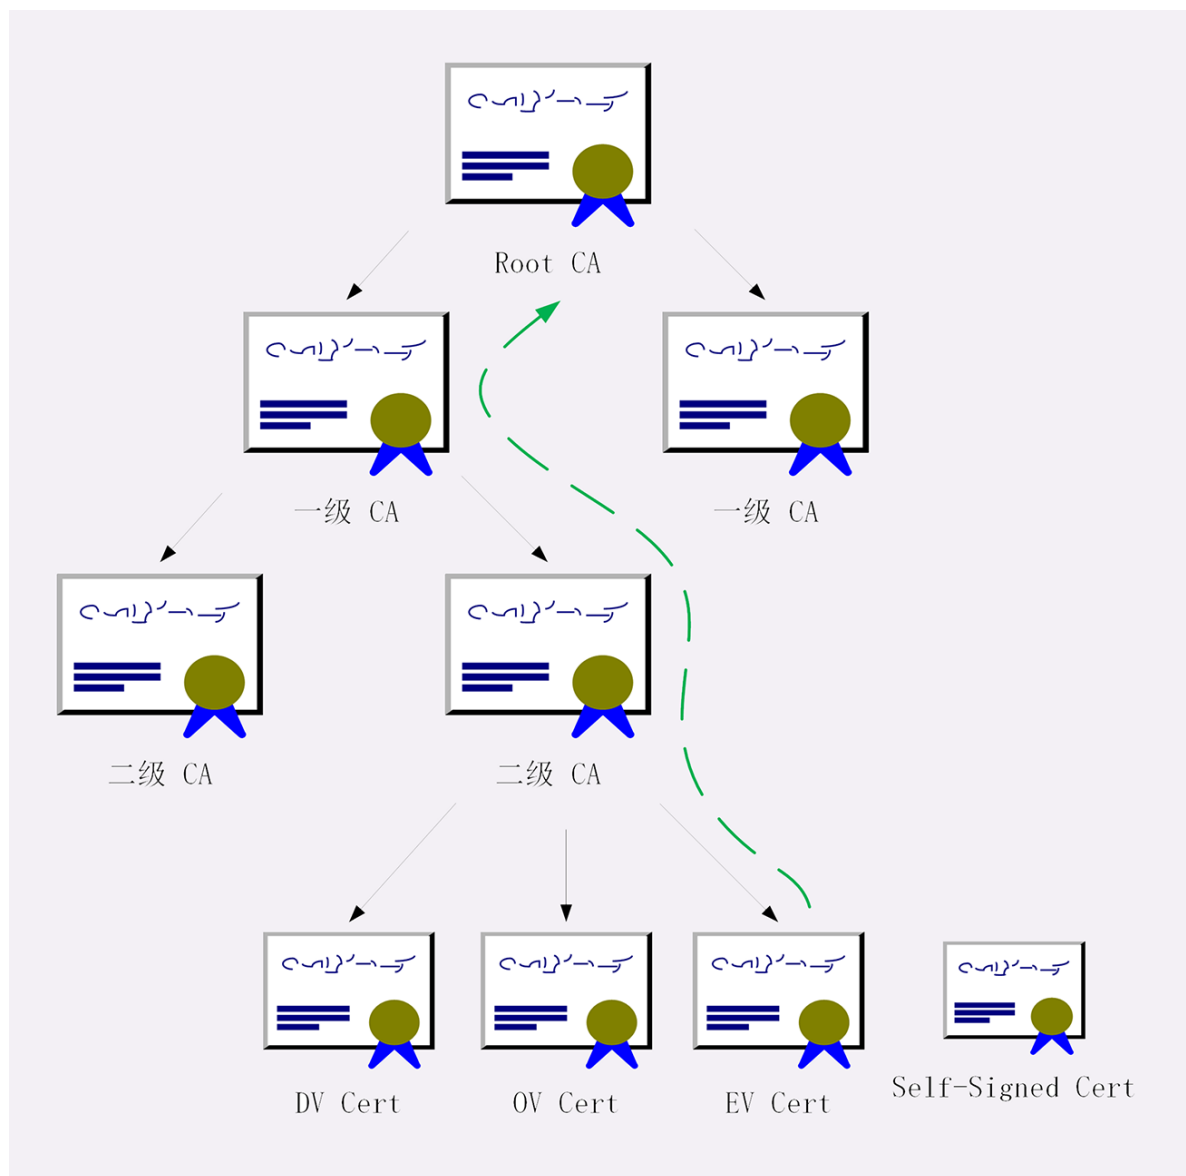 Root CA
一级 CA
一级 CA
二级 CA
二级 CA
DV Cert
OV Cert
EV Cert
Self-Signed Cert